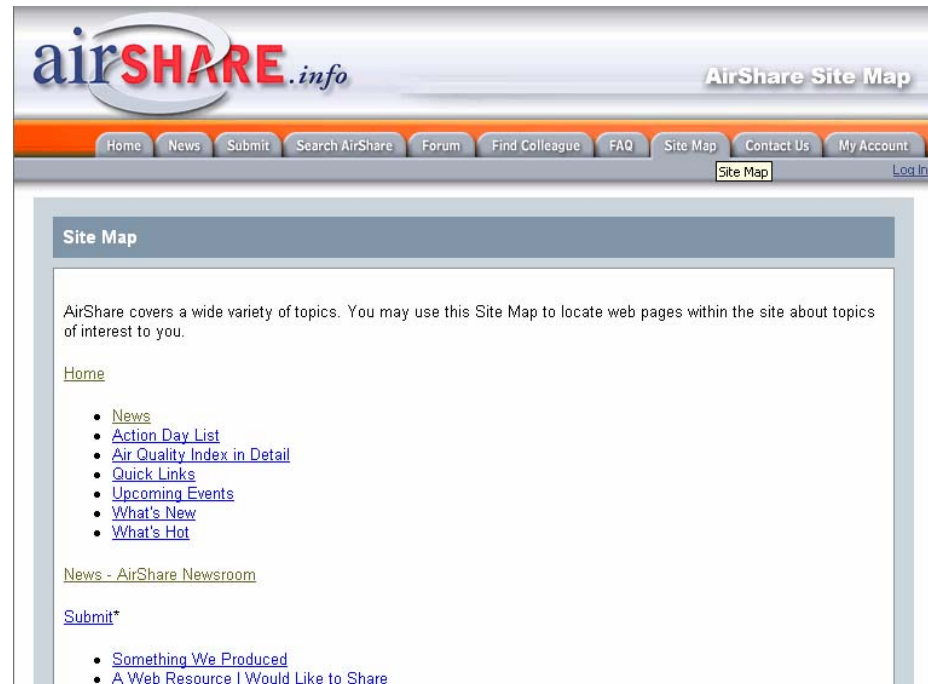 airSHARE.info
AirShare Site Map
Home News Submit Search AirShare Forum Find Colleague FAQ Site Map Contact Us My Account
Site Map
Log In
Site Map
AirShare covers a wide variety of topics. You may use this Site Map to locate web pages within the site about topics
of interest to you.
Home
• News
• Action Day List
• Air Quality Index in Detail
• Quick Links
• Upcoming Events
• What's New
• What's Hot
News - AirShare Newsroom
Submit*
• Something We Produced
• A Web Resource I Would Like to Share